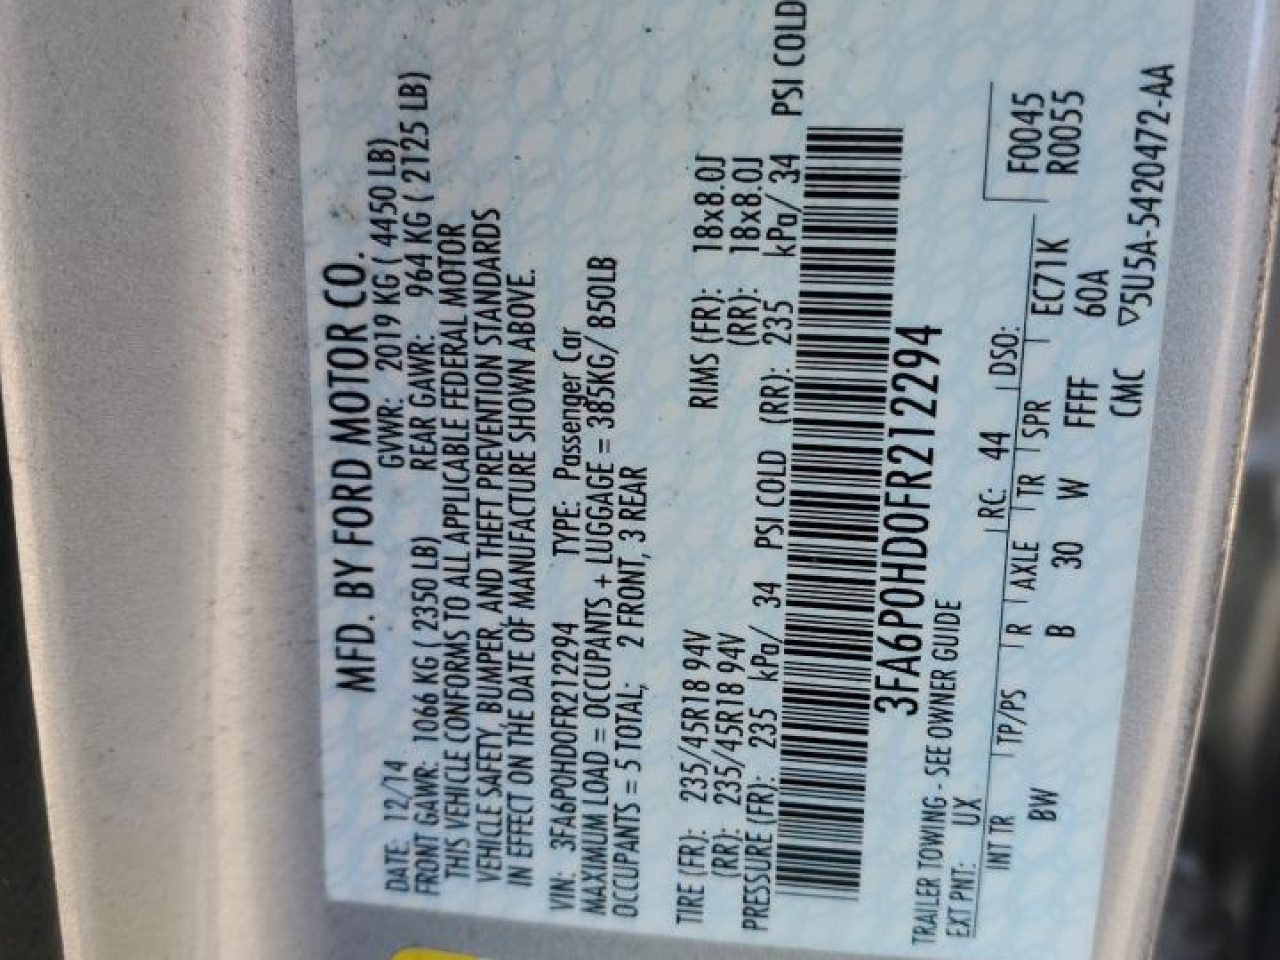 MFD. BY FORD MOTOR CO.
DATE: 12/14 GVWR: 2019 KG ( 4450 LB)
FRONT GAWR: 1066 KG ( 2350 LB) REAR GAWR: 964 KG ( 2125 LB)
THIS VEHICLE CONFORMS TO ALL APPLICABLE FEDERAL MOTOR
VEHICLE SAFETY, BUMPER, AND THEFT PREVENTION STANDARDS
IN EFFECT ON THE DATE OF MANUFACTURE SHOWN ABOVE.
VIN: 3FA6P0HD0FR212294 TYPE: Passenger Car
MAXIMUM LOAD = OCCUPANTS + LUGGAGE = 385KG/ 850LB
OCCUPANTS = 5 TOTAL; 2 FRONT, 3 REAR
TIRE (FR): 235/45R18 94V RIMS (FR): 18x8.0J
(RR): 235/45R18 94V (RR): 18x8.0J
PRESSURE (FR): 235 kPa/ 34 PSI COLD (RR): 235 kPa/ 34 PSI COLD
3FA6P0HD0FR212294
TRAILER TOWING - SEE OWNER GUIDE
EXT PNT: UX RC: 44 DSO: F0045
INT TR TP/PS R AXLE TR SPR EC71K R0055
BW B 30 W FFFF 60A
CMC ▽5U5A-5420472-AA